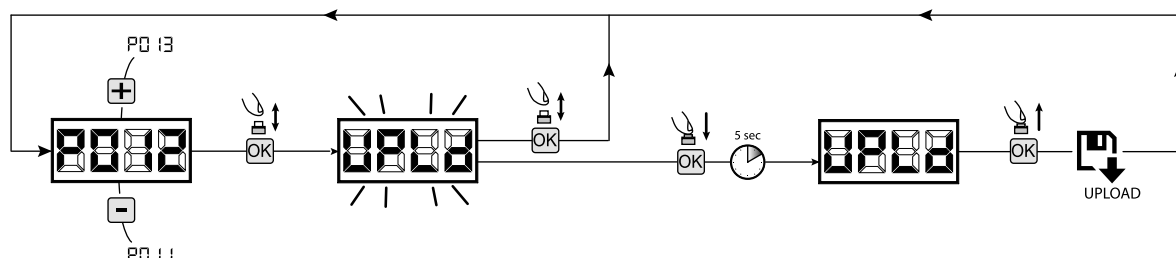 P013
+
P012
OK
UPLd
OK
OK
5 sec
UPLd
OK
UPLOAD
-
P011